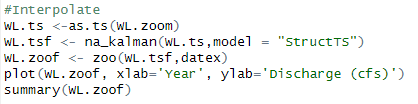 #Interpolate
WL.ts <-as.ts(WL.zoom)
WL.tsf <- na_kalman(WL.ts,model = "StructTS")
WL.zoof <- zoo(WL.tsf,datex)
plot(WL.zoof, xlab='Year', ylab='Discharge (cfs)')
summary(WL.zoof)